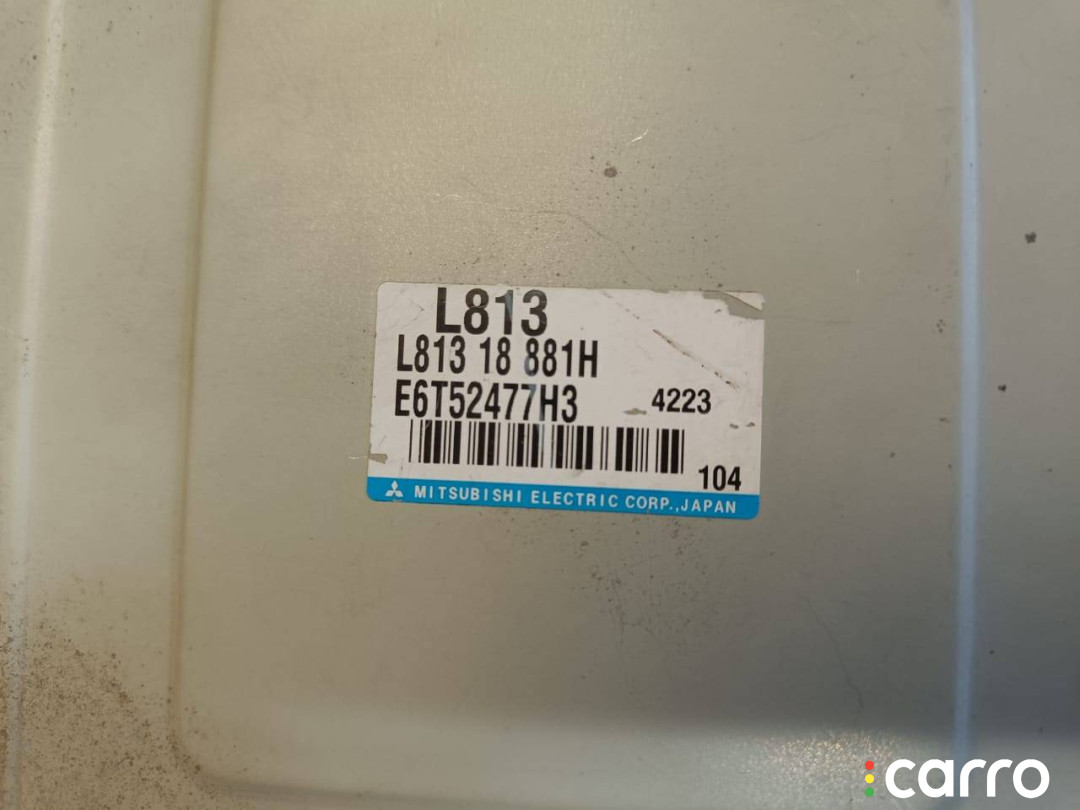 L813
L813 18 881H
E6T52477H3 4223
104
MITSUBISHI ELECTRIC CORP.,JAPAN
carro